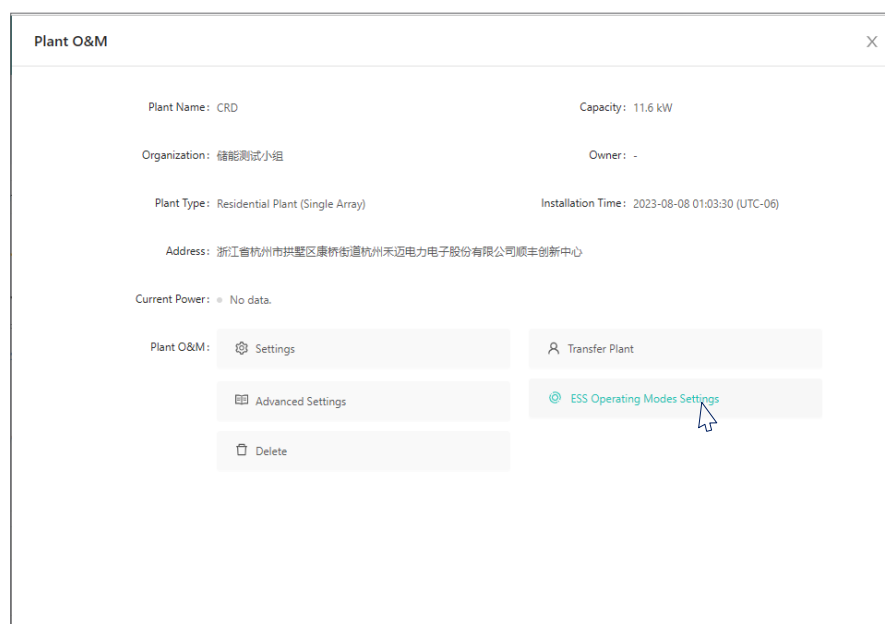 Plant O&M
Plant Name: CRD
Capacity: 11.6 kW
Organization: 储能测试小组
Owner: -
Plant Type: Residential Plant (Single Array)
Installation Time: 2023-08-08 01:03:30 (UTC-06)
Address: 浙江省杭州市拱墅区康桥街道杭州禾迈电力电子股份有限公司顺丰创新中心
Current Power: No data.
Plant O&M:
Settings
Transfer Plant
Advanced Settings
ESS Operating Modes Settings
Delete